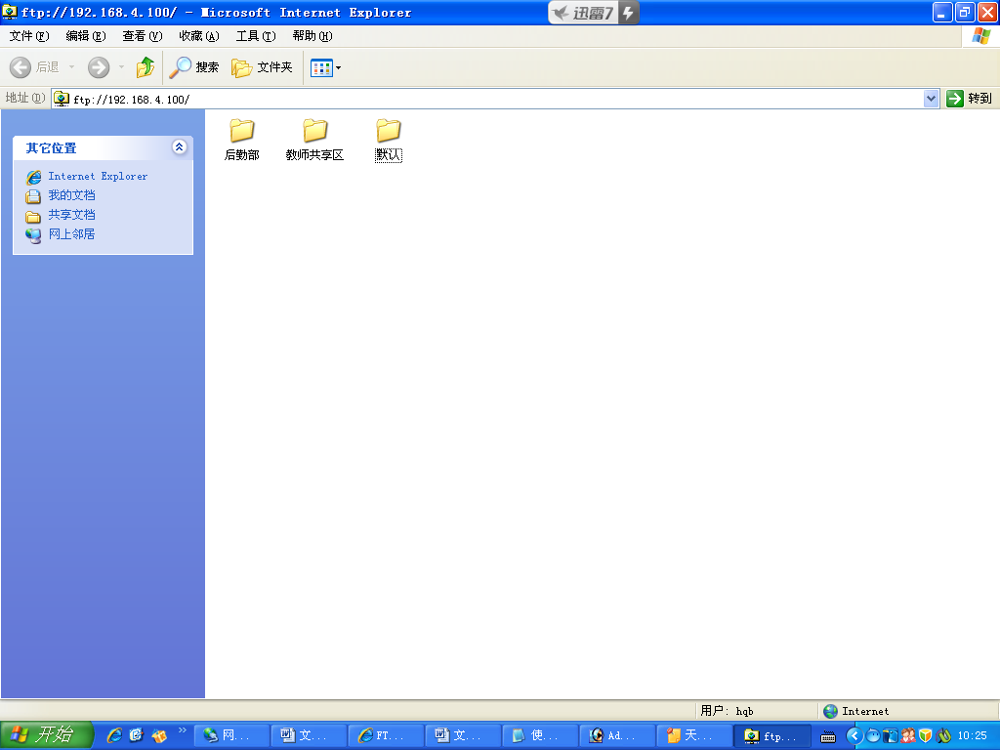 ftp://192.168.4.100/ - Microsoft Internet Explorer
迅雷7
文件(F) 编辑(E) 查看(V) 收藏(A) 工具(T) 帮助(H)
后退 搜索 文件夹
地址(D) ftp://192.168.4.100/ 转到
其它位置
Internet Explorer
我的文档
共享文档
网上邻居
后勤部 教师共享区 默认
用户: hqb Internet
开始 网... 文... FT... 文... 使... Ad... 天... ftp... 10:25